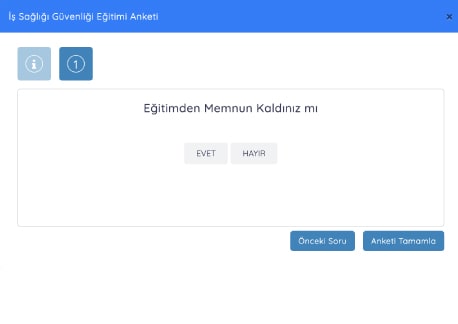 İş Sağlığı Güvenliği Eğitimi Anketi ×
i 1
Eğitimden Memnun Kaldınız mı
EVET HAYIR
Önceki Soru Anketi Tamamla